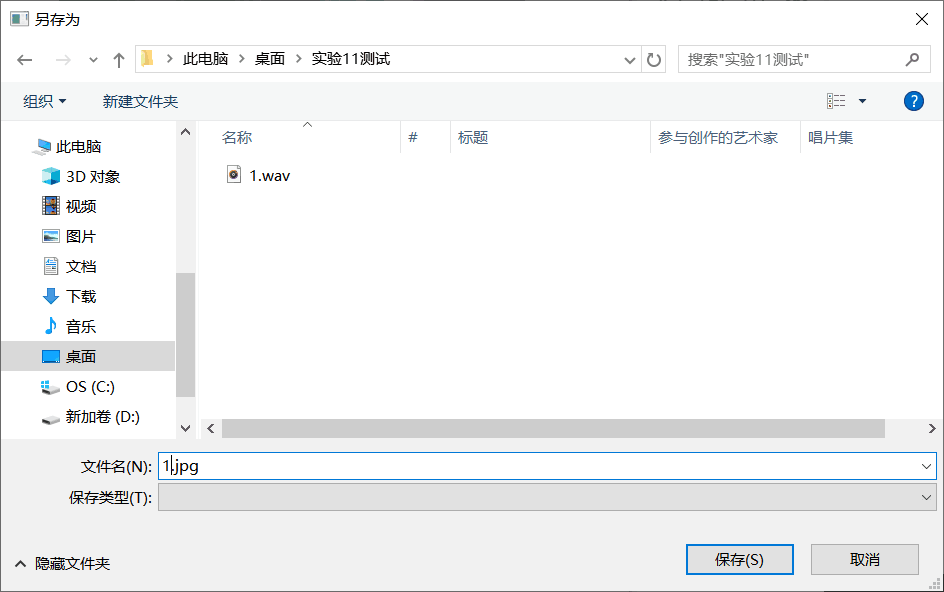 另存为
此电脑 桌面 实验11测试
搜索"实验11测试"
组织 新建文件夹
名称 # 标题 参与创作的艺术家 唱片集
此电脑
3D 对象
视频
图片
文档
下载
音乐
桌面
OS (C:)
新加卷 (D:)
1.wav
文件名(N): 1.jpg
保存类型(T):
隐藏文件夹
保存(S) 取消